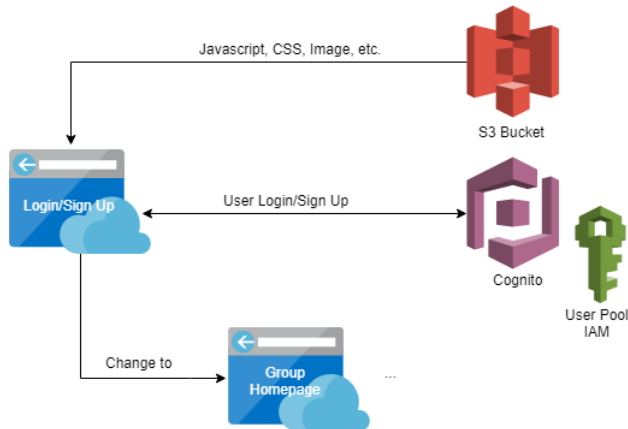 Javascript, CSS, Image, etc.
S3 Bucket
Login/Sign Up
User Login/Sign Up
Cognito
User Pool
IAM
Change to
Group
Homepage
...